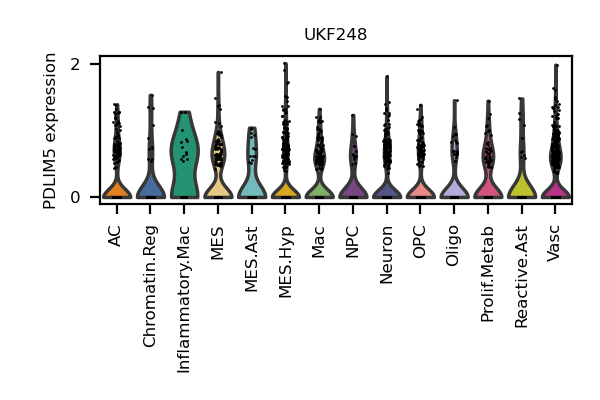 UKF248
PDLIM5 expression
2
0
AC
Chromatin.Reg
Inflammatory.Mac
MES
MES.Ast
MES.Hyp
Mac
NPC
Neuron
OPC
Oligo
Prolif.Metab
Reactive.Ast
Vasc